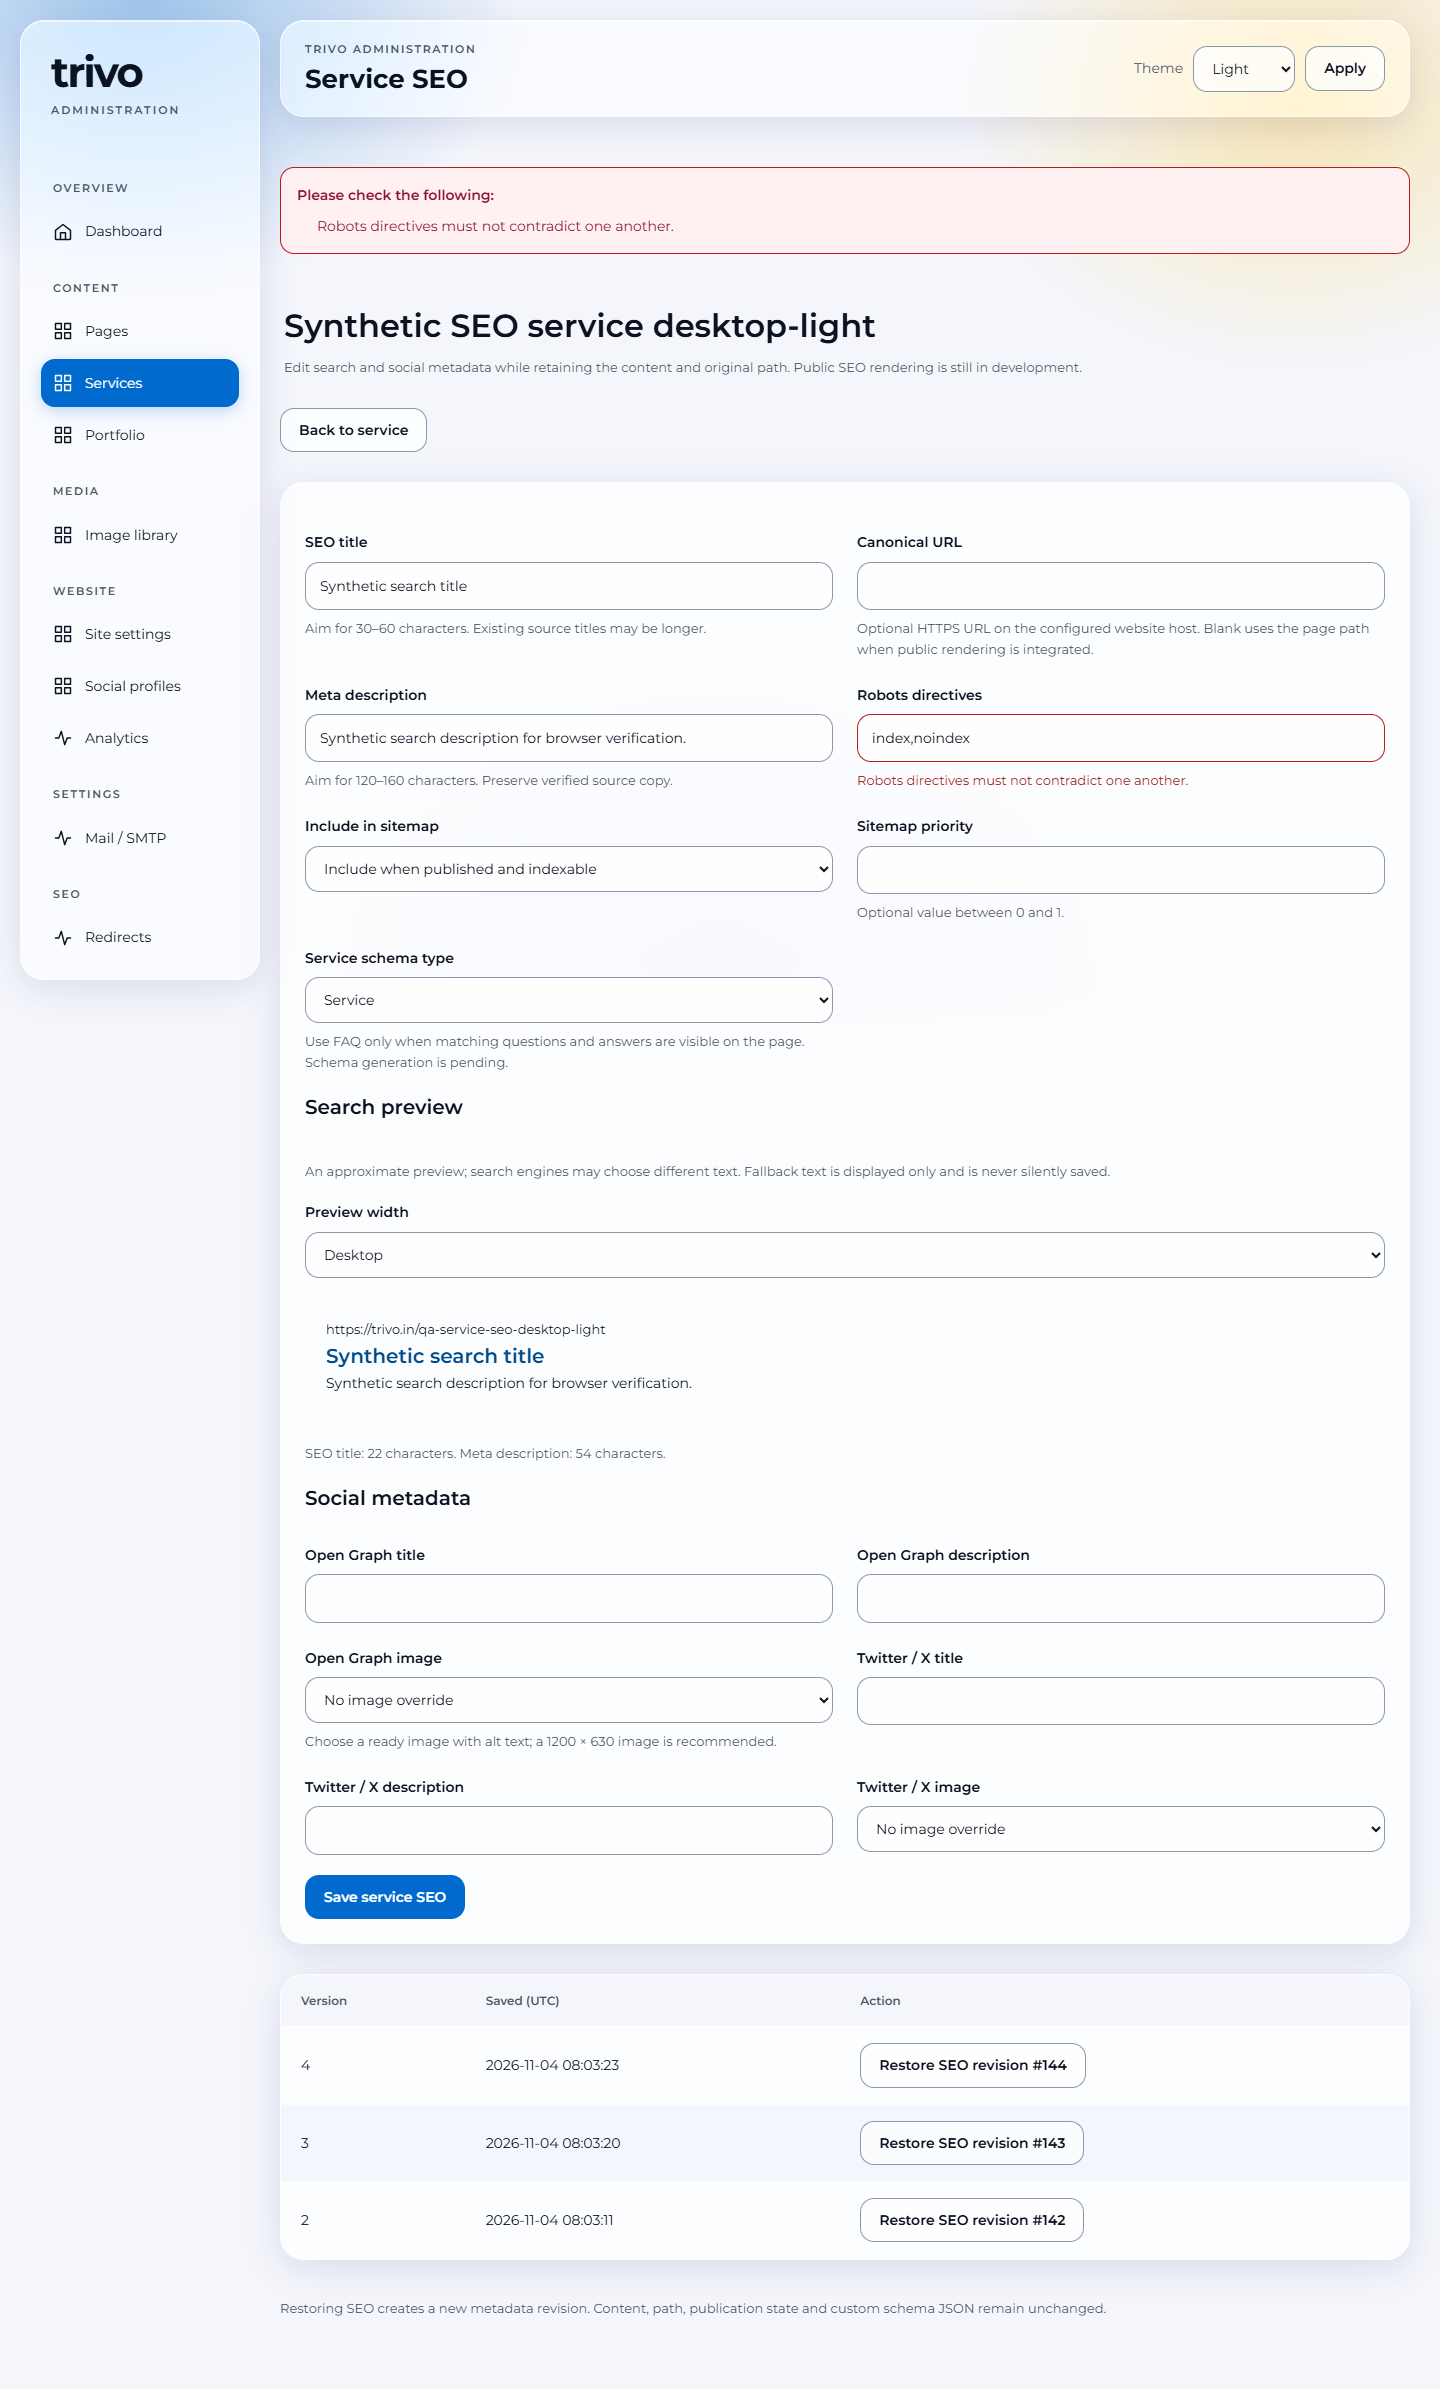 trivo
ADMINISTRATION
OVERVIEW
Dashboard
CONTENT
Pages
Services
Portfolio
MEDIA
Image library
WEBSITE
Site settings
Social profiles
Analytics
SETTINGS
Mail / SMTP
SEO
Redirects
TRIVO ADMINISTRATION
Service SEO
Theme
Light
Apply
Please check the following:
Robots directives must not contradict one another.
Synthetic SEO service desktop-light
Edit search and social metadata while retaining the content and original path. Public SEO rendering is still in development.
Back to service
SEO title
Synthetic search title
Aim for 30–60 characters. Existing source titles may be longer.
Canonical URL
Optional HTTPS URL on the configured website host. Blank uses the page path
when public rendering is integrated.
Meta description
Synthetic search description for browser verification.
Aim for 120–160 characters. Preserve verified source copy.
Robots directives
index,noindex
Robots directives must not contradict one another.
Include in sitemap
Include when published and indexable
Sitemap priority
Optional value between 0 and 1.
Service schema type
Service
Use FAQ only when matching questions and answers are visible on the page.
Schema generation is pending.
Search preview
An approximate preview; search engines may choose different text. Fallback text is displayed only and is never silently saved.
Preview width
Desktop
https://trivo.in/qa-service-seo-desktop-light
Synthetic search title
Synthetic search description for browser verification.
SEO title: 22 characters. Meta description: 54 characters.
Social metadata
Open Graph title
Open Graph description
Open Graph image
No image override
Choose a ready image with alt text; a 1200 × 630 image is recommended.
Twitter / X title
Twitter / X description
Twitter / X image
No image override
Save service SEO
Version Saved (UTC) Action
4 2026-11-04 08:03:23 Restore SEO revision #144
3 2026-11-04 08:03:20 Restore SEO revision #143
2 2026-11-04 08:03:11 Restore SEO revision #142
Restoring SEO creates a new metadata revision. Content, path, publication state and custom schema JSON remain unchanged.